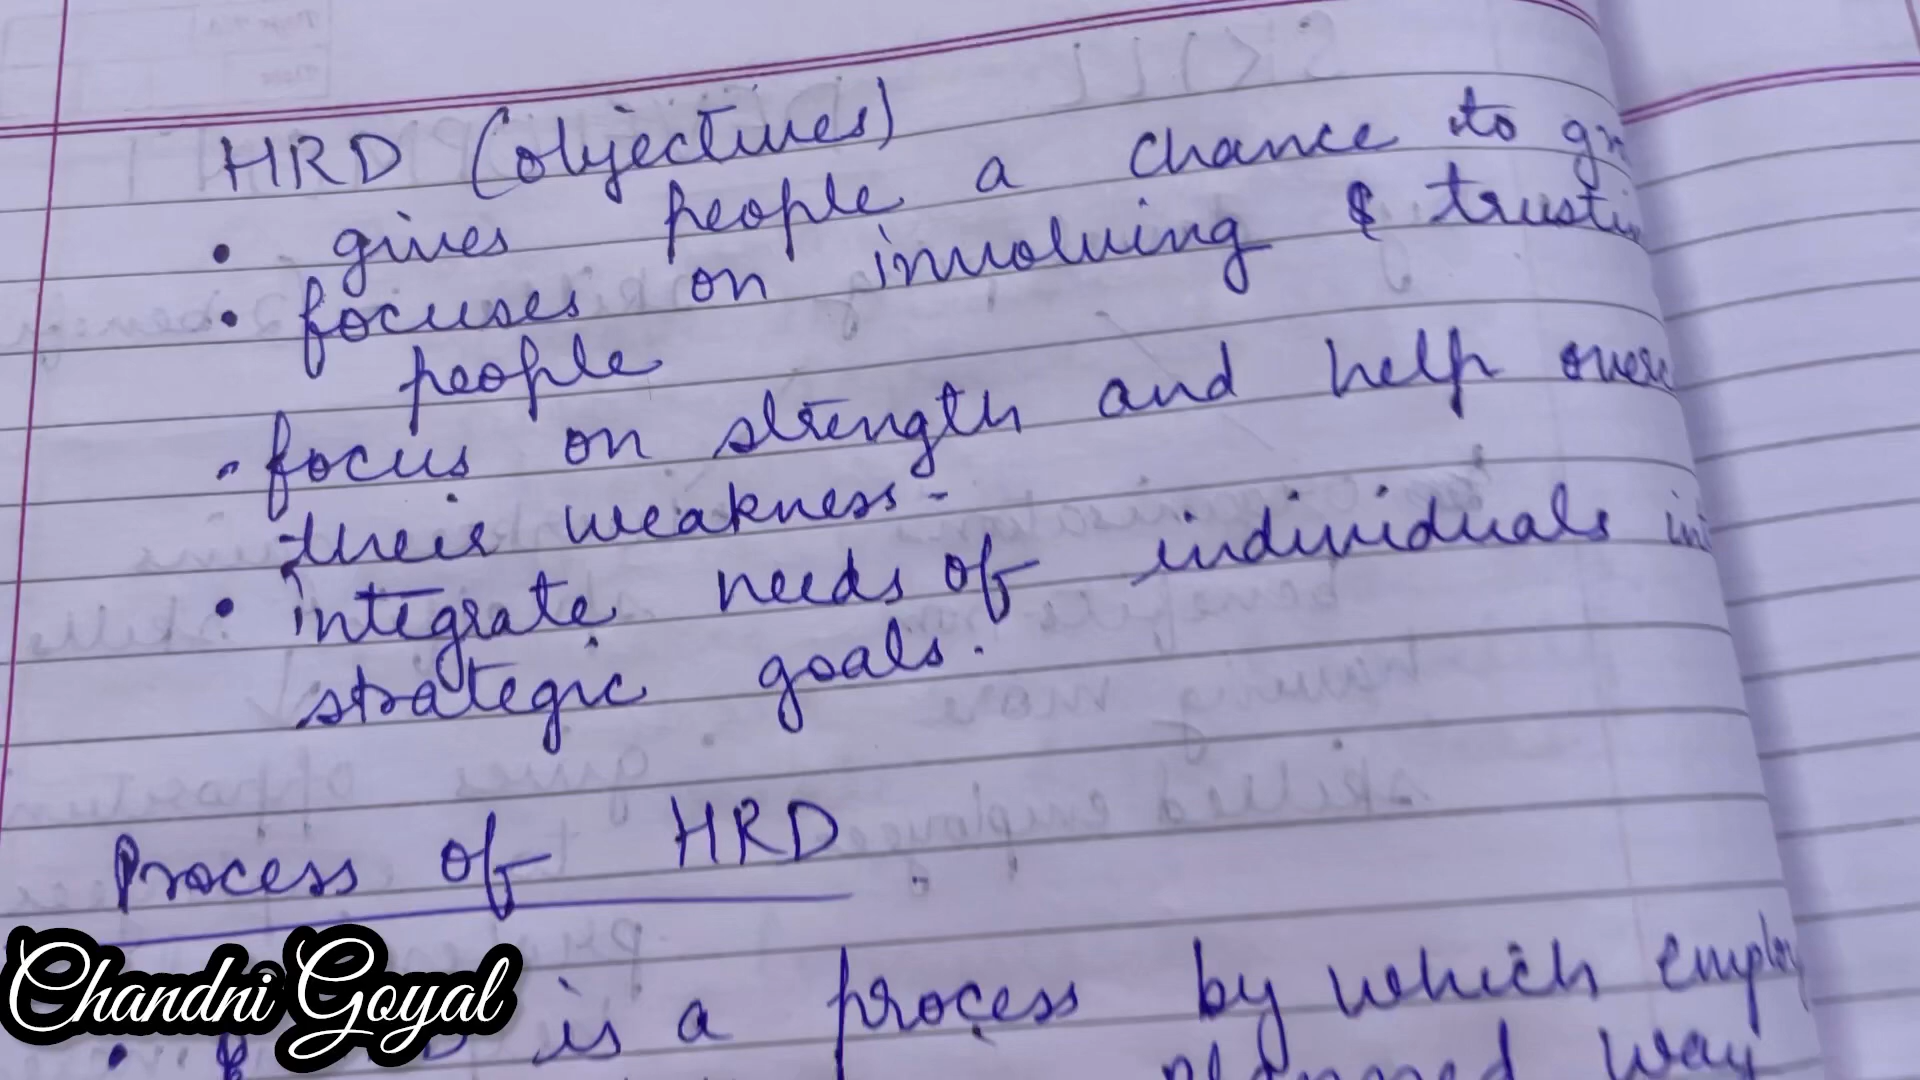 HRD (objectives)
• gives people a chance to
• focuses on involving & 
people
• focus on strength and help
their weakness -
• integrate needs of individuals
strategic goals.
Process of HRD
is a process by which
way
Chandni Goyal